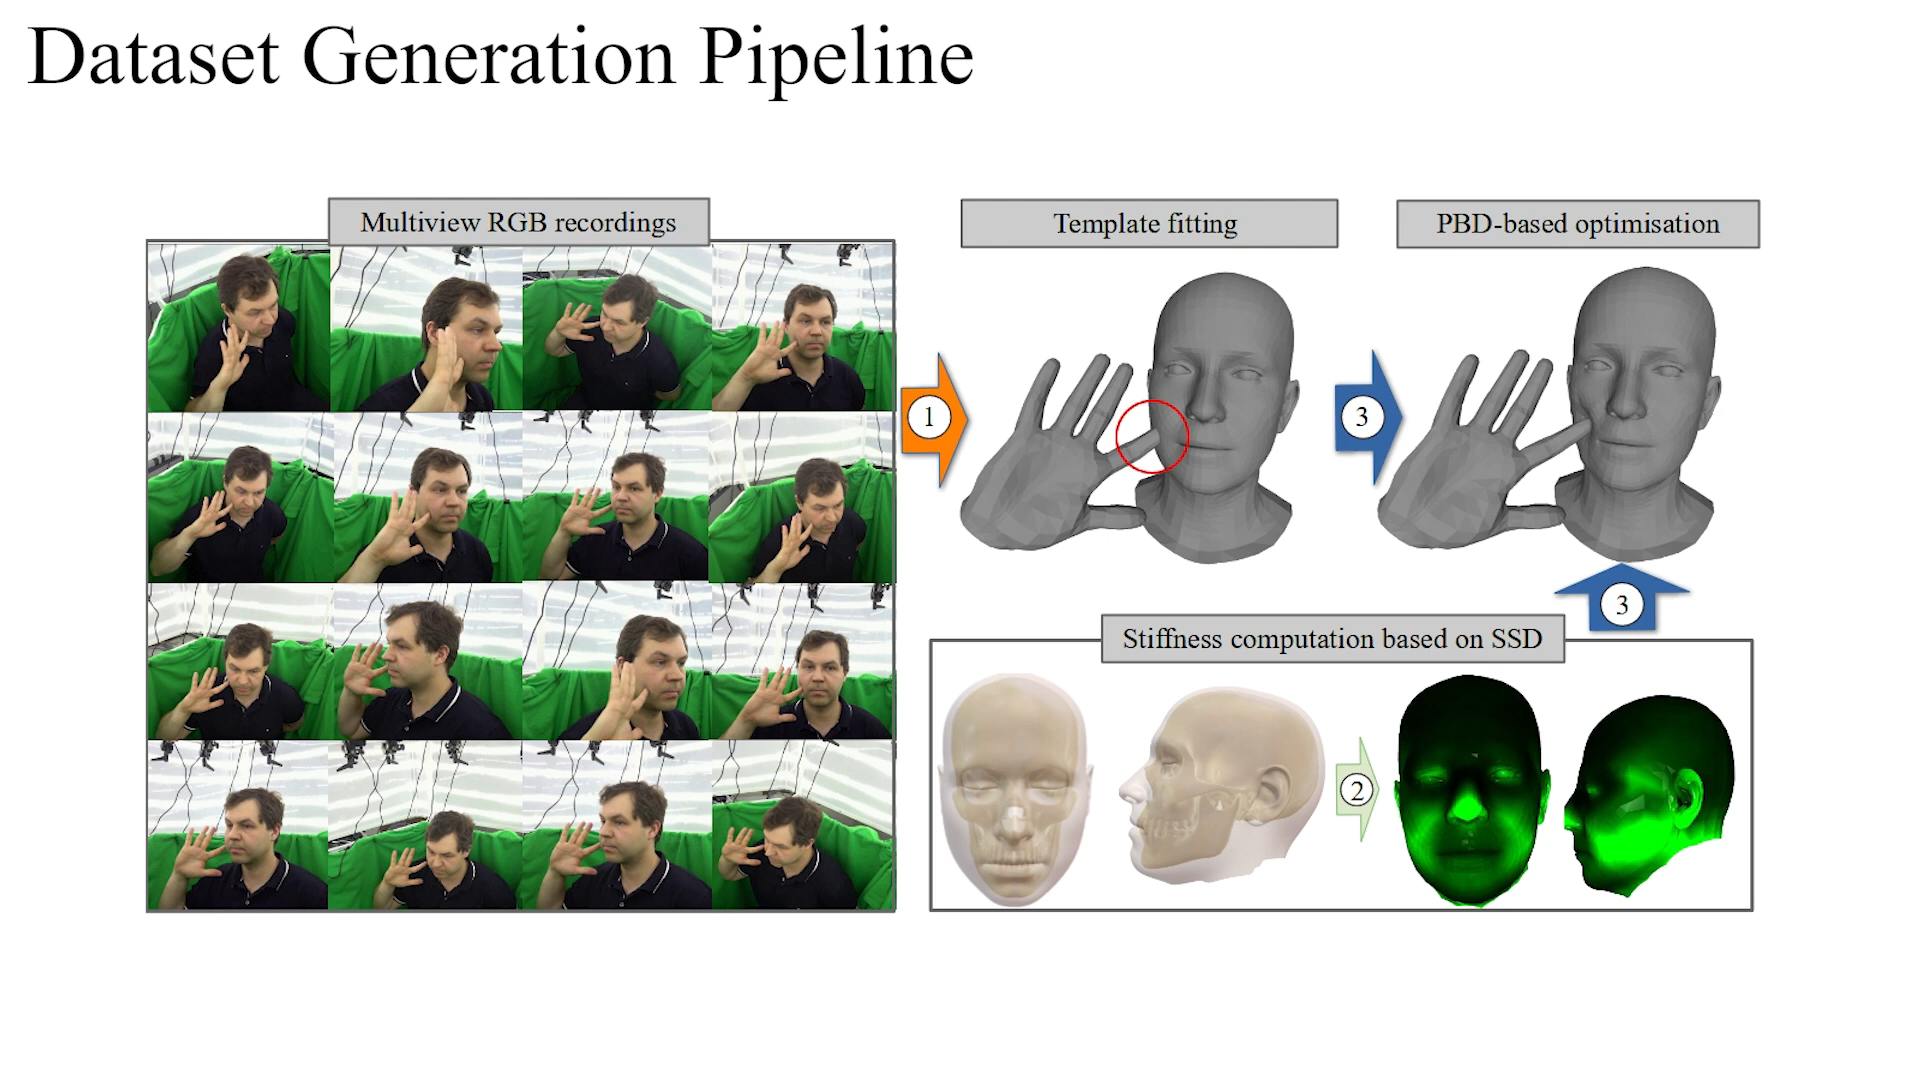 Dataset Generation Pipeline
Multiview RGB recordings
Template fitting
PBD-based optimisation
1
3
3
Stiffness computation based on SSD
2